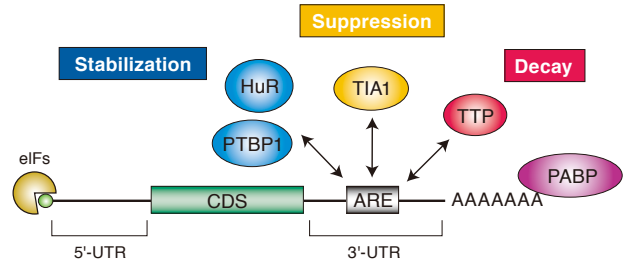 Suppression
Stabilization
Decay
HuR
TIA1
TTP
PTBP1
eIFs
PABP
CDS
ARE
AAAAAAA
5'-UTR
3'-UTR